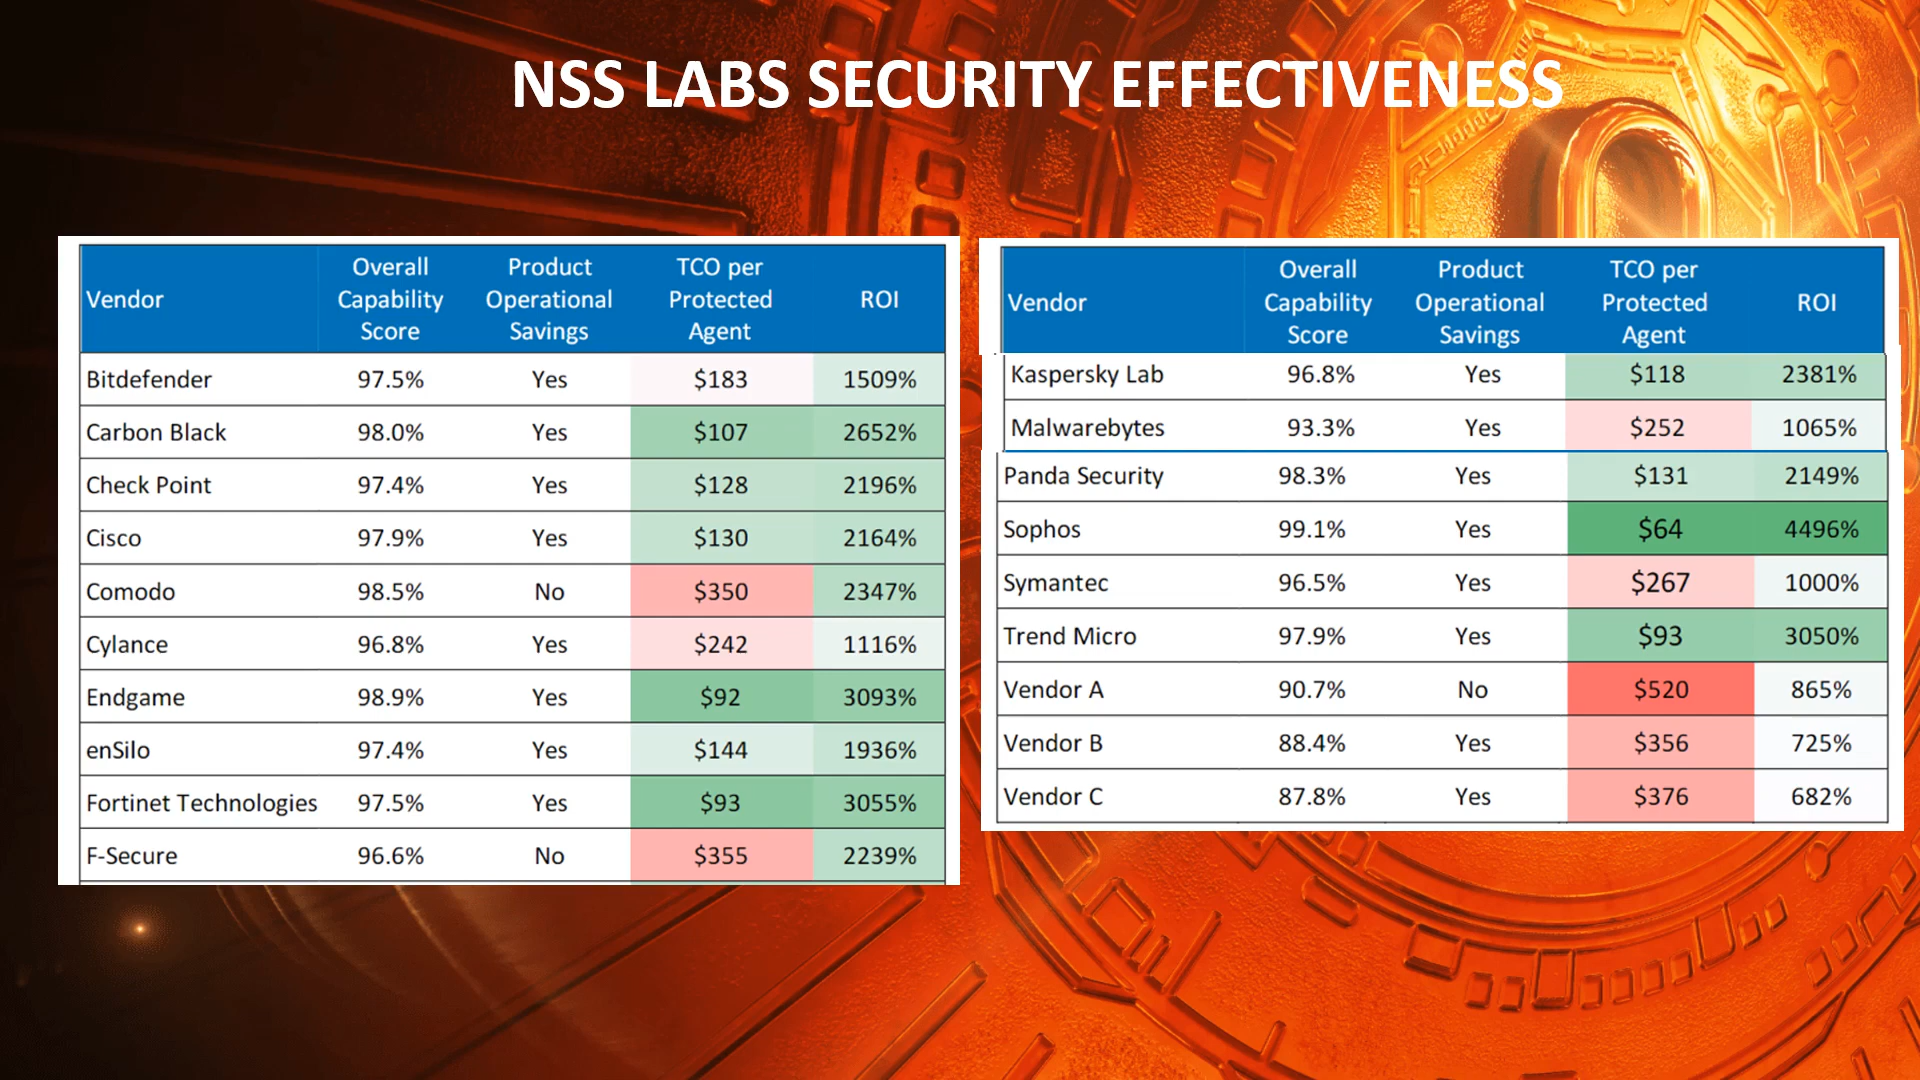 NSS LABS SECURITY EFFECTIVENESS
Vendor Overall Capability Score Product Operational Savings TCO per Protected Agent ROI
Bitdefender 97.5% Yes $183 1509%
Carbon Black 98.0% Yes $107 2652%
Check Point 97.4% Yes $128 2196%
Cisco 97.9% Yes $130 2164%
Comodo 98.5% No $350 2347%
Cylance 96.8% Yes $242 1116%
Endgame 98.9% Yes $92 3093%
enSilo 97.4% Yes $144 1936%
Fortinet Technologies 97.5% Yes $93 3055%
F-Secure 96.6% No $355 2239%
Vendor Overall Capability Score Product Operational Savings TCO per Protected Agent ROI
Kaspersky Lab 96.8% Yes $118 2381%
Malwarebytes 93.3% Yes $252 1065%
Panda Security 98.3% Yes $131 2149%
Sophos 99.1% Yes $64 4496%
Symantec 96.5% Yes $267 1000%
Trend Micro 97.9% Yes $93 3050%
Vendor A 90.7% No $520 865%
Vendor B 88.4% Yes $356 725%
Vendor C 87.8% Yes $376 682%